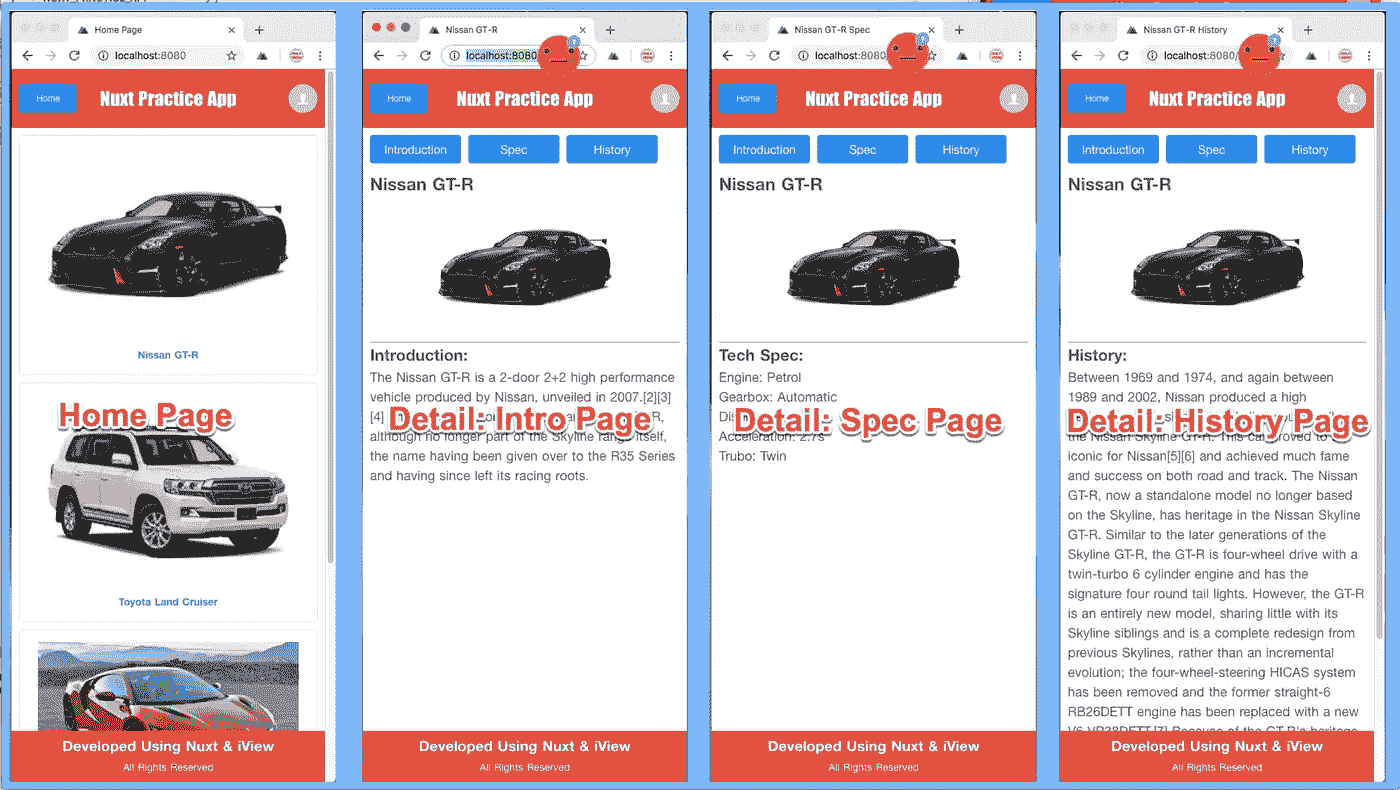 Home Page
localhost:8080
Home
Nuxt Practice App
Nissan GT-R
Home Page
Toyota Land Cruiser
Developed Using Nuxt & iView
All Rights Reserved
Nissan GT-R
localhost:8080
Home
Nuxt Practice App
Introduction Spec History
Nissan GT-R
Introduction:
The Nissan GT-R is a 2-door 2+2 high performance
vehicle produced by Nissan, unveiled in 2007.[2][3]
[4]
Detail: Intro Page
although no longer part of the Skyline range itself,
the name having been given over to the R35 Series
and having since left its racing roots.
Developed Using Nuxt & iView
All Rights Reserved
Nissan GT-R Spec
localhost:8080
Home
Nuxt Practice App
Introduction Spec History
Nissan GT-R
Tech Spec:
Engine: Petrol
Gearbox: Automatic
Detail: Spec Page
Acceleration: 2.7s
Trubo: Twin
Developed Using Nuxt & iView
All Rights Reserved
Nissan GT-R History
localhost:8080/
Home
Nuxt Practice App
Introduction Spec History
Nissan GT-R
History:
Between 1969 and 1974, and again between
1989 and 2002, Nissan produced a high
Detail: History Page
the Nissan Skyline GT-R. This car proved to
iconic for Nissan[5][6] and achieved much fame
and success on both road and track. The Nissan
GT-R, now a standalone model no longer based
on the Skyline, has heritage in the Nissan Skyline
GT-R. Similar to the later generations of the
Skyline GT-R, the GT-R is four-wheel drive with a
twin-turbo 6 cylinder engine and has the
signature four round tail lights. However, the GT-R
is an entirely new model, sharing little with its
Skyline siblings and is a complete redesign from
previous Skylines, rather than an incremental
evolution; the four-wheel-steering HICAS system
has been removed and the former straight-6
RB26DETT engine has been replaced with a new
V6 VR38DETT.[7] Because of the GT-R's heritage
Developed Using Nuxt & iView
All Rights Reserved